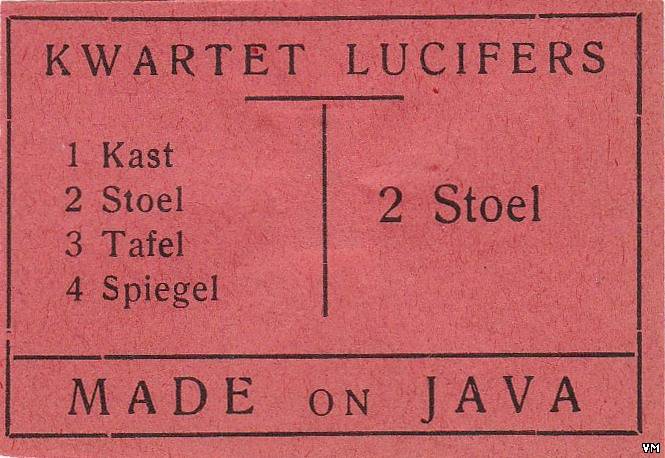 KWARTET LUCIFERS
1 Kast
2 Stoel
3 Tafel
4 Spiegel
2 Stoel
MADE ON JAVA
VM